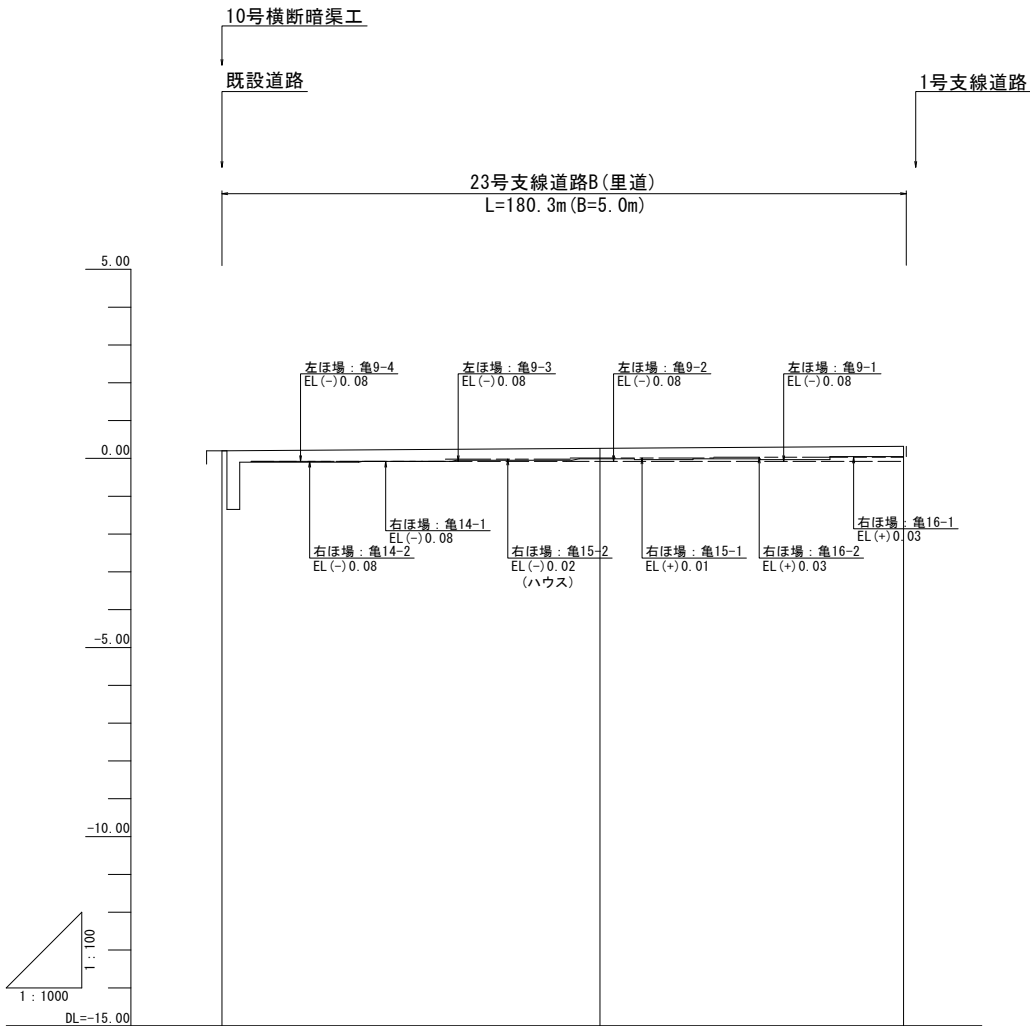 10号横断暗渠工
既設道路
1号支線道路
23号支線道路B(里道)
L=180.3m(B=5.0m)
5.00
左ほ場：亀9-4
EL(-)0.08
左ほ場：亀9-3
EL(-)0.08
左ほ場：亀9-2
EL(-)0.08
左ほ場：亀9-1
EL(-)0.08
0.00
右ほ場：亀14-1
EL(-)0.08
右ほ場：亀16-1
EL(+)0.03
右ほ場：亀14-2
EL(-)0.08
右ほ場：亀15-2
EL(-)0.02
(ハウス)
右ほ場：亀15-1
EL(+)0.01
右ほ場：亀16-2
EL(+)0.03
-5.00
-10.00
1：100
1：1000
DL=-15.00